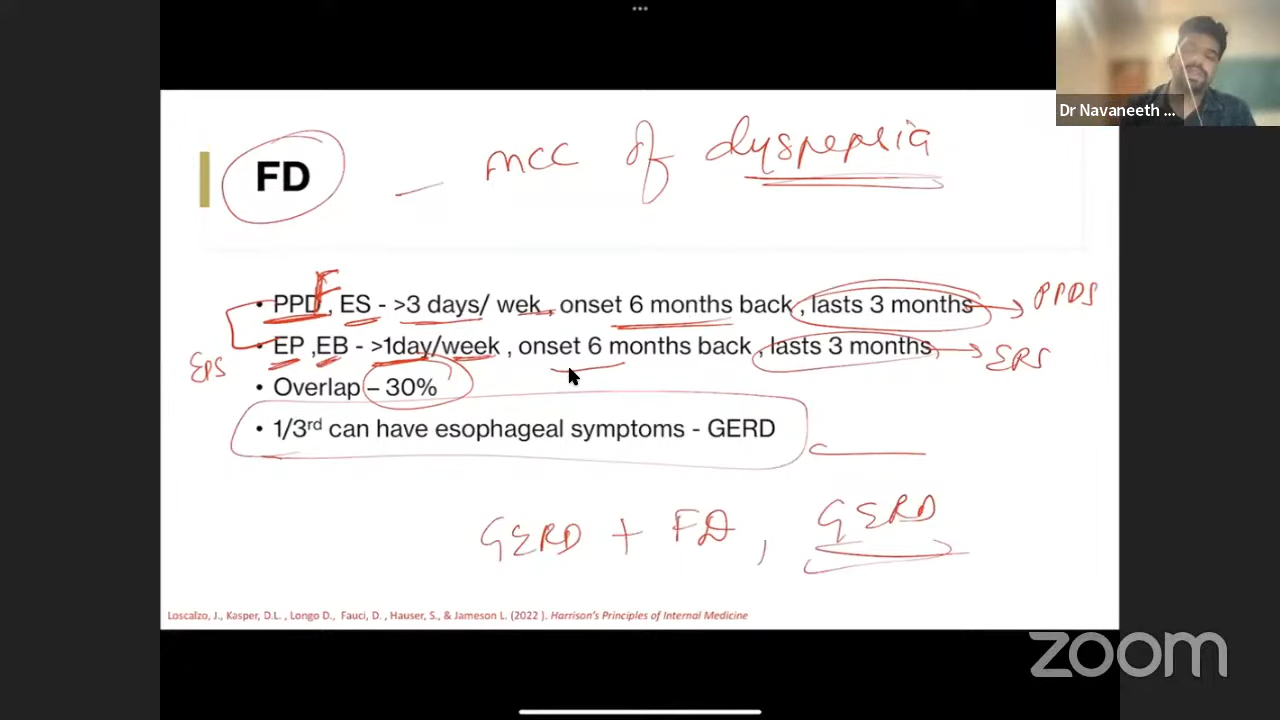 Dr Navaneeth ...
FD - MCC of dyspepsia
• PPDF, ES - >3 days/ wek, onset 6 months back , lasts 3 months → PPDS
• EP ,EB - >1day/week , onset 6 months back , lasts 3 months
EPS
• Overlap – 30%
• 1/3rd can have esophageal symptoms - GERD
GERD + FD, GERD
Loscalzo, J., Kasper, D.L. , Longo D., Fauci, D. , Hauser, S., & Jameson L. (2022 ). Harrison's Principles of Internal Medicine
zoom